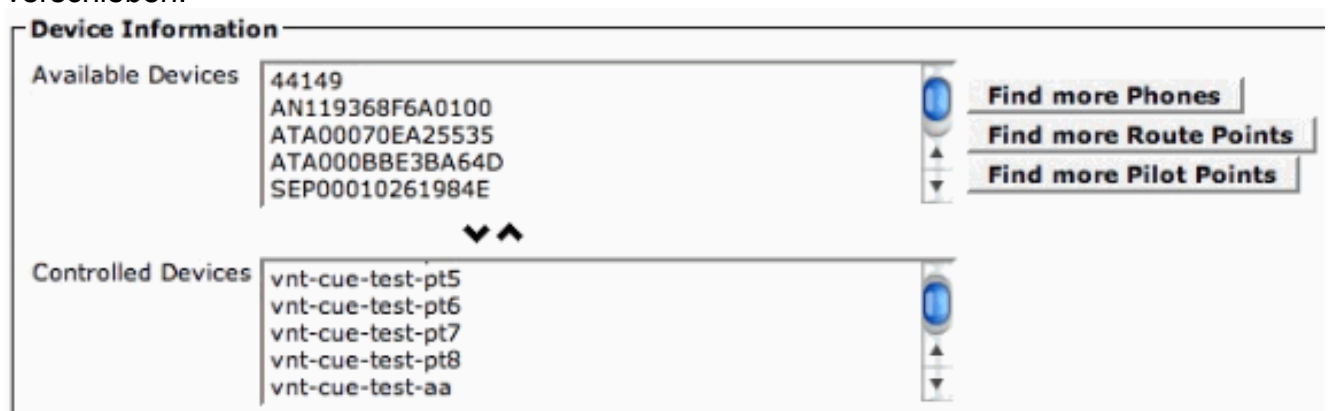 verschieben.
Device Information
Available Devices
44149
AN119368F6A0100
ATA00070EA25535
ATA000BBE3BA64D
SEP00010261984E
Find more Phones
Find more Route Points
Find more Pilot Points
Controlled Devices
vnt-cue-test-pt5
vnt-cue-test-pt6
vnt-cue-test-pt7
vnt-cue-test-pt8
vnt-cue-test-aa